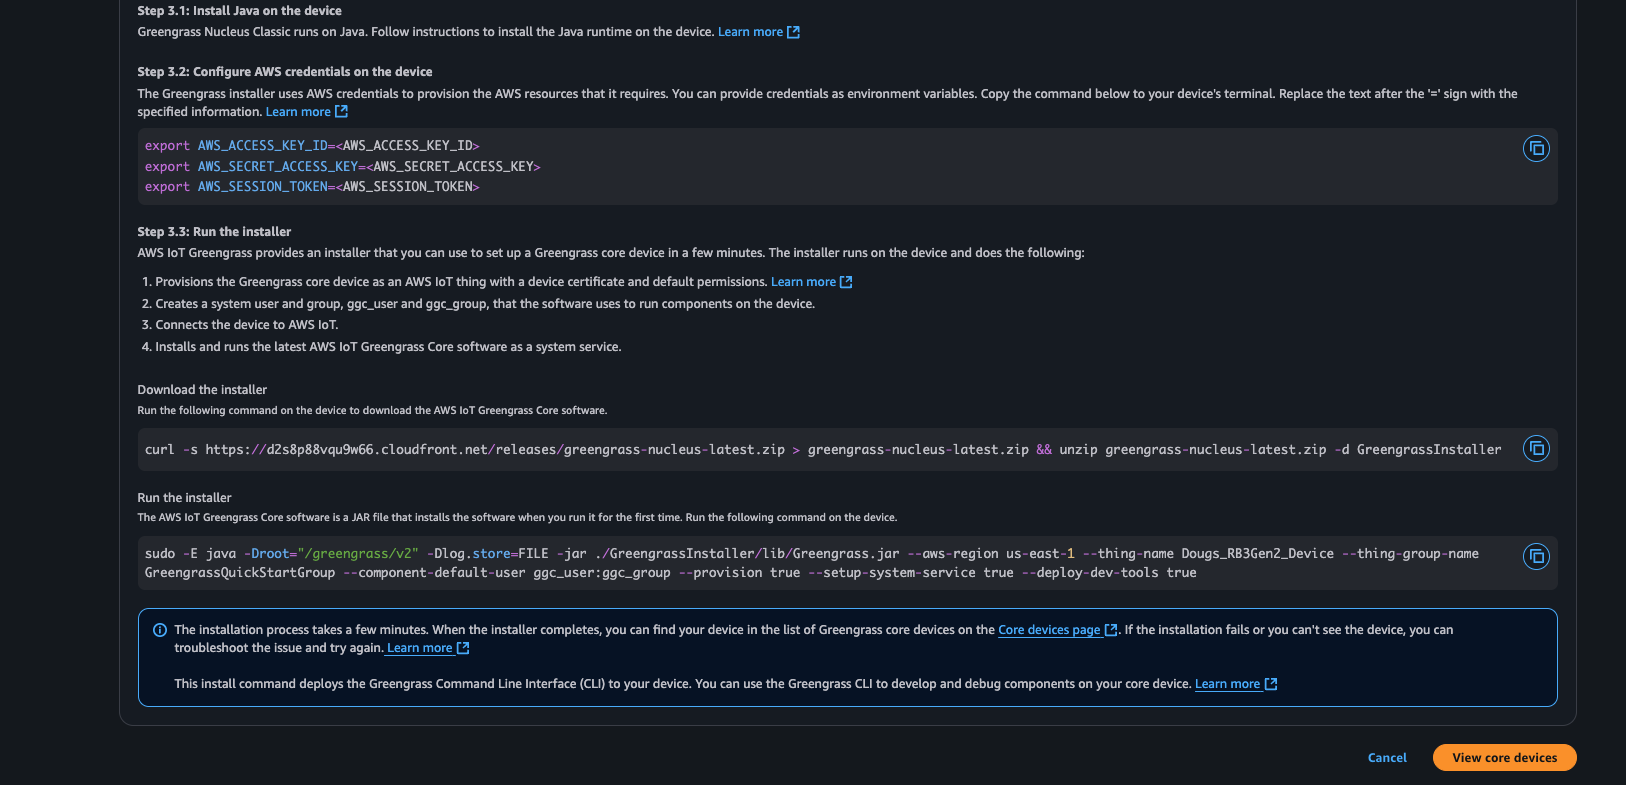 Step 3.1: Install Java on the device
Greengrass Nucleus Classic runs on Java. Follow instructions to install the Java runtime on the device. Learn more
Step 3.2: Configure AWS credentials on the device
The Greengrass installer uses AWS credentials to provision the AWS resources that it requires. You can provide credentials as environment variables. Copy the command below to your device's terminal. Replace the text after the '=' sign with the
specified information. Learn more
export AWS_ACCESS_KEY_ID=<AWS_ACCESS_KEY_ID>
export AWS_SECRET_ACCESS_KEY=<AWS_SECRET_ACCESS_KEY>
export AWS_SESSION_TOKEN=<AWS_SESSION_TOKEN>
Step 3.3: Run the installer
AWS IoT Greengrass provides an installer that you can use to set up a Greengrass core device in a few minutes. The installer runs on the device and does the following:
1. Provisions the Greengrass core device as an AWS IoT thing with a device certificate and default permissions. Learn more
2. Creates a system user and group, ggc_user and ggc_group, that the software uses to run components on the device.
3. Connects the device to AWS IoT.
4. Installs and runs the latest AWS IoT Greengrass Core software as a system service.
Download the installer
Run the following command on the device to download the AWS IoT Greengrass Core software.
curl -s https://d2s8p88vqu9w66.cloudfront.net/releases/greengrass-nucleus-latest.zip > greengrass-nucleus-latest.zip && unzip greengrass-nucleus-latest.zip -d GreengrassInstaller
Run the installer
The AWS IoT Greengrass Core software is a JAR file that installs the software when you run it for the first time. Run the following command on the device.
sudo -E java -Droot="/greengrass/v2" -Dlog.store=FILE -jar ./GreengrassInstaller/lib/Greengrass.jar --aws-region us-east-1 --thing-name Dougs_RB3Gen2_Device --thing-group-name
GreengrassQuickStartGroup --component-default-user ggc_user:ggc_group --provision true --setup-system-service true --deploy-dev-tools true
The installation process takes a few minutes. When the installer completes, you can find your device in the list of Greengrass core devices on the Core devices page. If the installation fails or you can't see the device, you can
troubleshoot the issue and try again. Learn more
This install command deploys the Greengrass Command Line Interface (CLI) to your device. You can use the Greengrass CLI to develop and debug components on your core device. Learn more
Cancel
View core devices